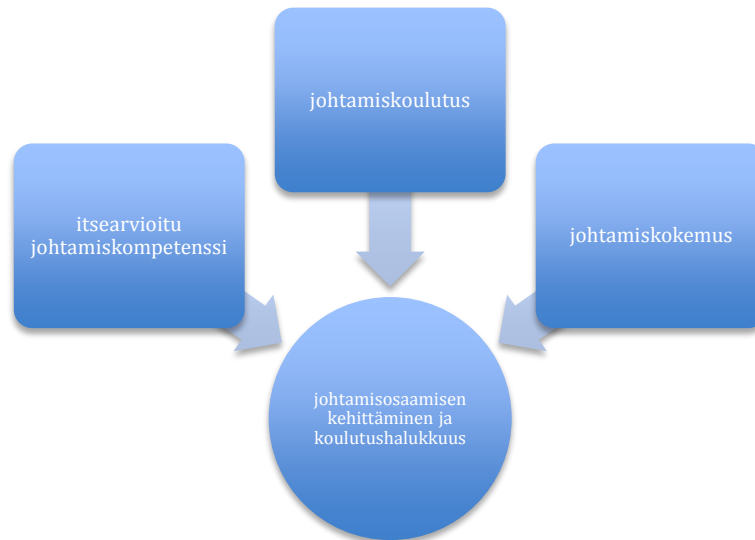 johtamiskoulutus
itsearvioitu
johtamiskompetenssi
johtamiskokemus
johtamisosaamisen
kehittäminen ja
koulutushalukkuus